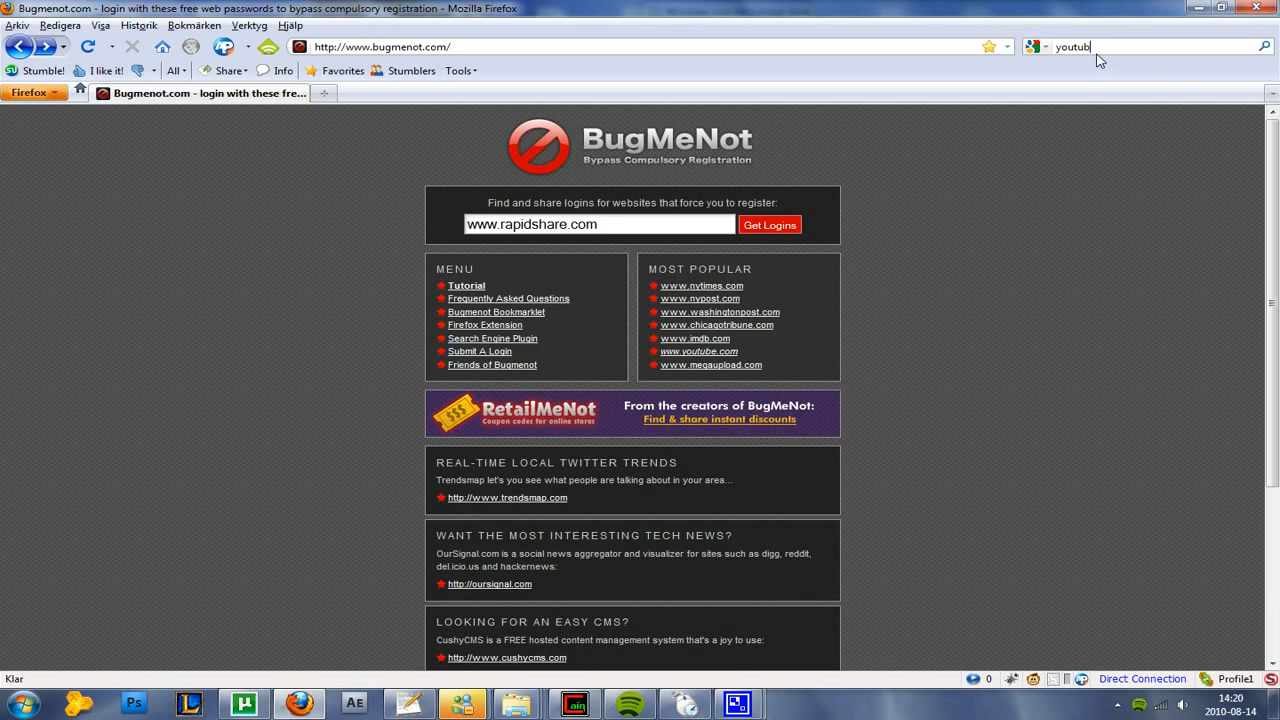 Bugmenot.com - login with these free web passwords to bypass compulsory registration - Mozilla Firefox
Arkiv Redigera Visa Historik Bokmärken Verktyg Hjälp
http://www.bugmenot.com/
youtub
Stumble! I like it! All Share Info Favorites Stumblers Tools
Firefox Bugmenot.com - login with these fre...
BugMeNot
Bypass Compulsory Registration
Find and share logins for websites that force you to register:
www.rapidshare.com Get Logins
MENU
Tutorial
Frequently Asked Questions
Bugmenot Bookmarklet
Firefox Extension
Search Engine Plugin
Submit A Login
Friends of Bugmenot
MOST POPULAR
www.nytimes.com
www.nypost.com
www.washingtonpost.com
www.chicagotribune.com
www.imdb.com
www.youtube.com
www.megaupload.com
$$$ RetailMeNot
Coupon codes for online stores
From the creators of BugMeNot:
Find & share instant discounts
REAL-TIME LOCAL TWITTER TRENDS
Trendsmap let's you see what people are talking about in your area...
http://www.trendsmap.com
WANT THE MOST INTERESTING TECH NEWS?
OurSignal.com is a social news aggregator and visualizer for sites such as digg, reddit,
del.icio.us and hackernews:
http://oursignal.com
LOOKING FOR AN EASY CMS?
CushyCMS is a FREE hosted content management system that's a joy to use:
http://www.cushycms.com
Klar
0 Direct Connection Profile1
Ps L µ AE Cain
14:20
2010-08-14